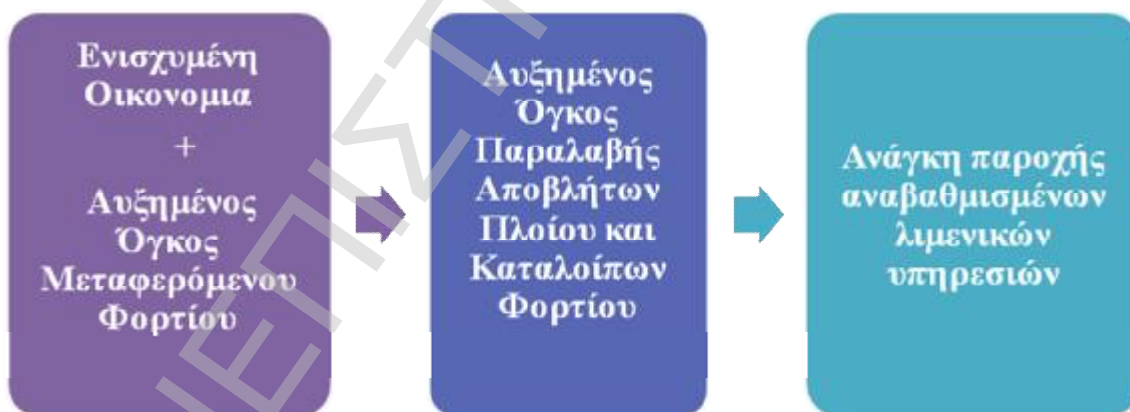 Ενισχυμένη
Οικονομια
+
Αυξημένος
Όγκος
Μεταφερόμενου
Φορτίου
Αυξημένος
Όγκος
Παραλαβής
Αποβλήτων
Πλοίου και
Καταλοίπων
Φορτίου
Ανάγκη παροχής
αναβαθμισμένων
λιμενικών
υπηρεσιών